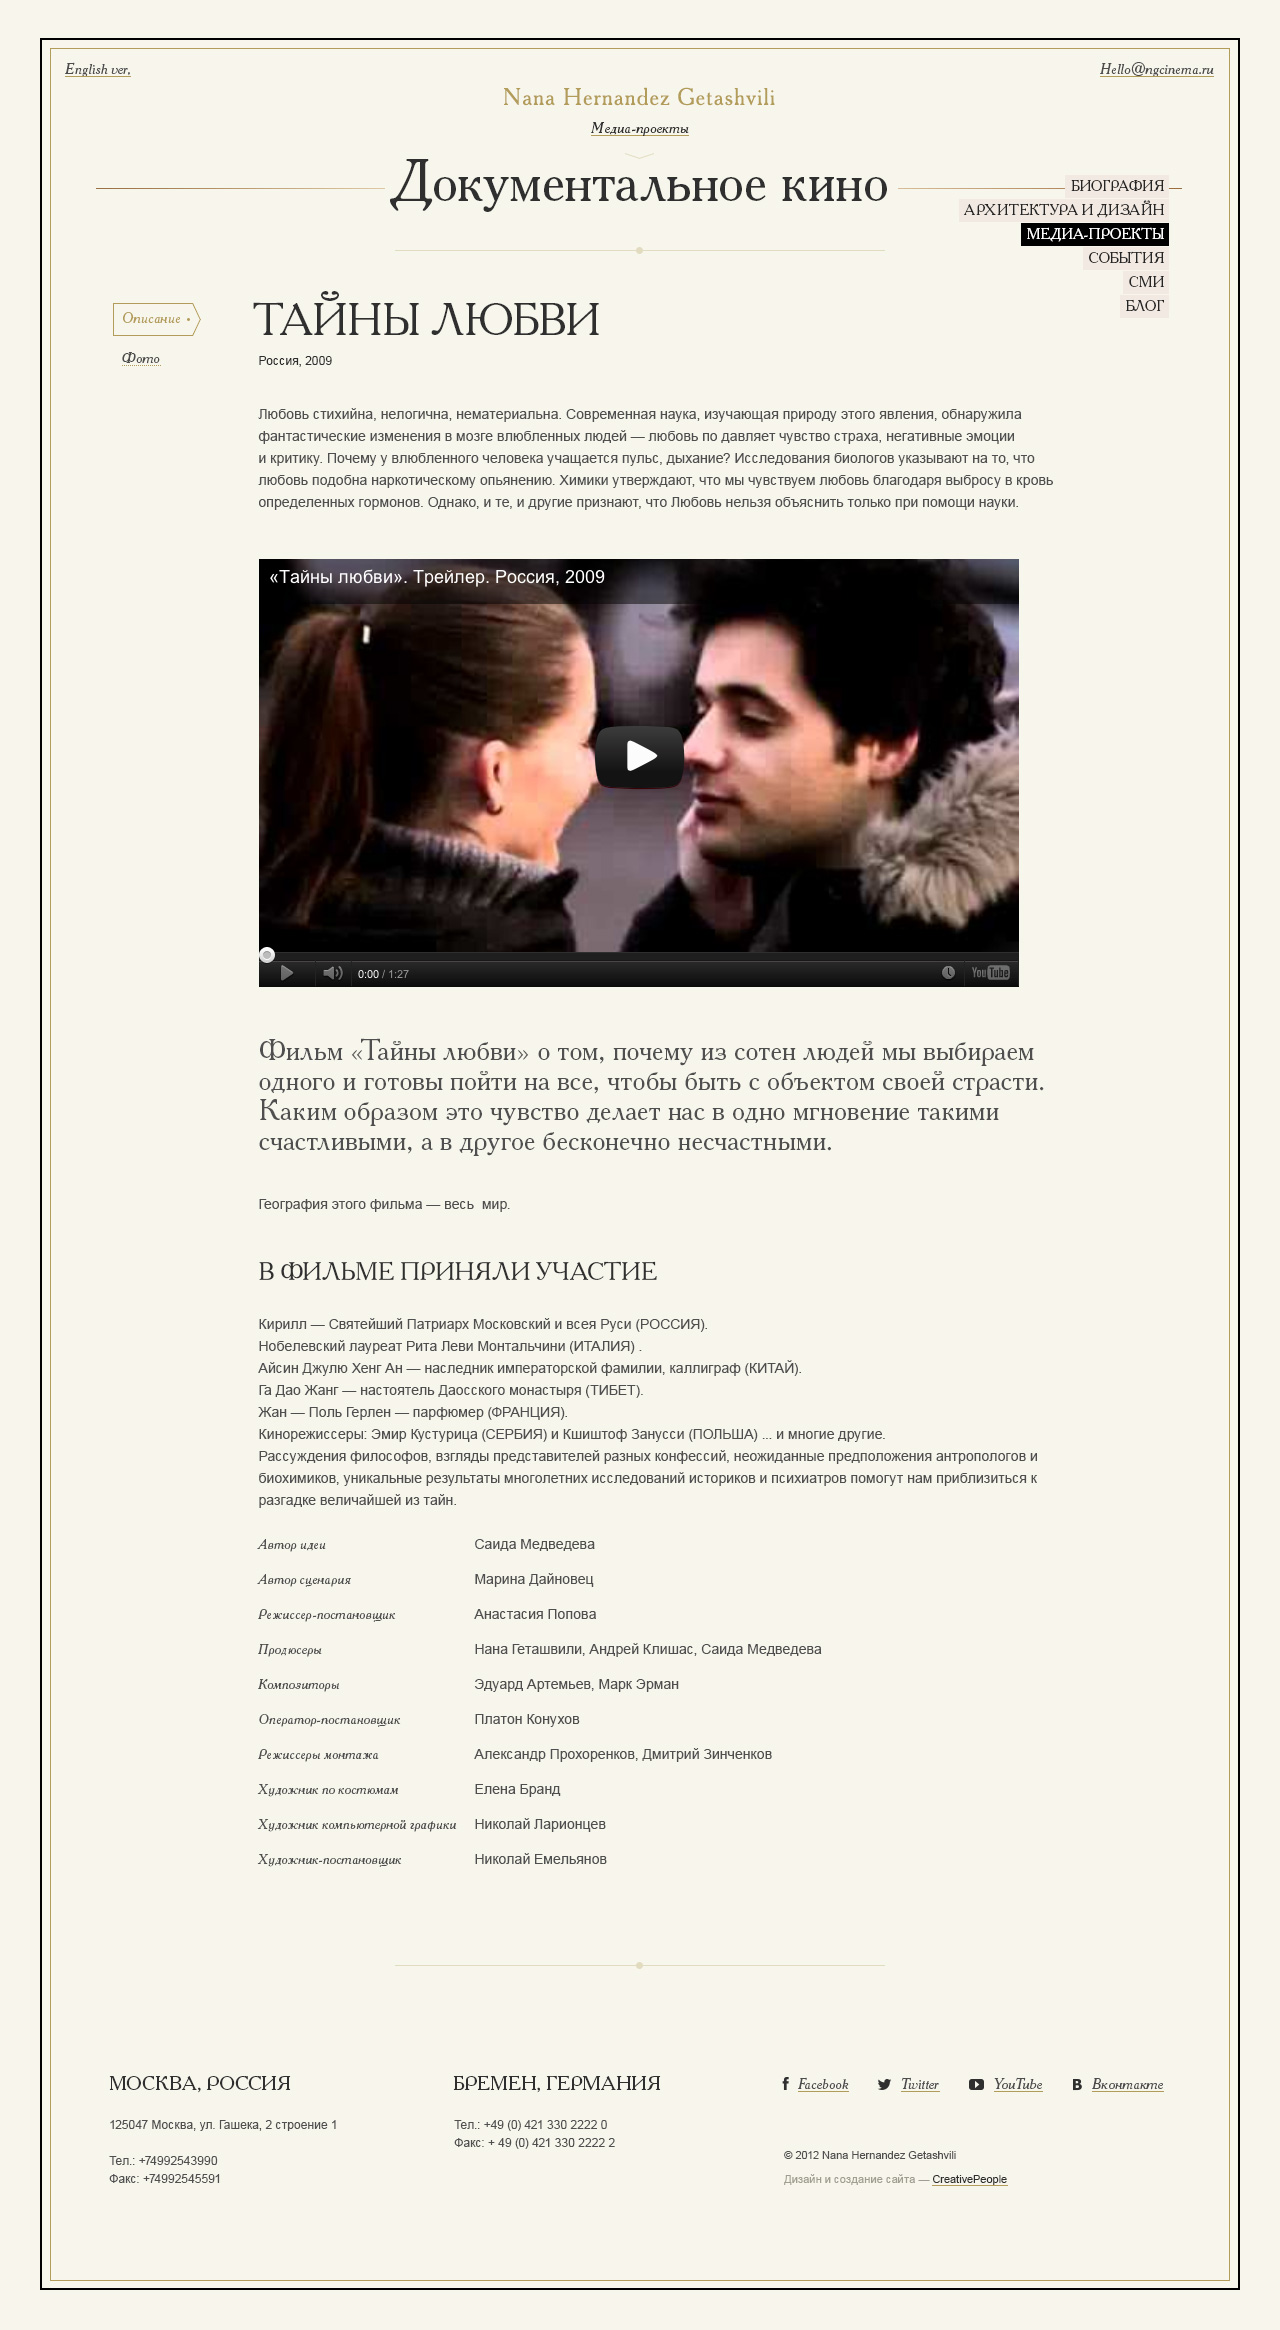 English ver.
Hello@ngcinema.ru
Nana Hernandez Getashvili
Медиа-проекты
Документальное кино
БИОГРАФИЯ
АРХИТЕКТУРА И ДИЗАЙН
МЕДИА-ПРОЕКТЫ
СОБЫТИЯ
СМИ
БЛОГ
Описание •
Фото
ТАЙНЫ ЛЮБВИ
Россия, 2009
Любовь стихийна, нелогична, нематериальна. Современная наука, изучающая природу этого явления, обнаружила
фантастические изменения в мозге влюбленных людей — любовь по давляет чувство страха, негативные эмоции
и критику. Почему у влюбленного человека учащается пульс, дыхание? Исследования биологов указывают на то, что
любовь подобна наркотическому опьянению. Химики утверждают, что мы чувствуем любовь благодаря выбросу в кровь
определенных гормонов. Однако, и те, и другие признают, что Любовь нельзя объяснить только при помощи науки.
«Тайны любви». Трейлер. Россия, 2009
0:00 / 1:27
YouTube
Фильм «Тайны любви» о том, почему из сотен людей мы выбираем
одного и готовы пойти на все, чтобы быть с объектом своей страсти.
Каким образом это чувство делает нас в одно мгновение такими
счастливыми, а в другое бесконечно несчастными.
География этого фильма — весь  мир.
В ФИЛЬМЕ ПРИНЯЛИ УЧАСТИЕ
Кирилл — Святейший Патриарх Московский и всея Руси (РОССИЯ).
Нобелевский лауреат Рита Леви Монтальчини (ИТАЛИЯ) .
Айсин Джулю Хенг Ан — наследник императорской фамилии, каллиграф (КИТАЙ).
Га Дао Жанг — настоятель Даосского монастыря (ТИБЕТ).
Жан — Поль Герлен — парфюмер (ФРАНЦИЯ).
Кинорежиссеры: Эмир Кустурица (СЕРБИЯ) и Кшиштоф Занусси (ПОЛЬША) ... и многие другие.
Рассуждения философов, взгляды представителей разных конфессий, неожиданные предположения антропологов и
биохимиков, уникальные результаты многолетних исследований историков и психиатров помогут нам приблизиться к
разгадке величайшей из тайн.
Автор идеи Саида Медведева
Автор сценария Марина Дайновец
Режиссер-постановщик Анастасия Попова
Продюсеры Нана Геташвили, Андрей Клишас, Саида Медведева
Композиторы Эдуард Артемьев, Марк Эрман
Оператор-постановщик Платон Конухов
Режиссеры монтажа Александр Прохоренков, Дмитрий Зинченков
Художник по костюмам Елена Бранд
Художник компьютерной графики Николай Ларионцев
Художник-постановщик Николай Емельянов
МОСКВА, РОССИЯ
125047 Москва, ул. Гашека, 2 строение 1
Тел.: +74992543990
Факс: +74992545591
БРЕМЕН, ГЕРМАНИЯ
Тел.: +49 (0) 421 330 2222 0
Факс: + 49 (0) 421 330 2222 2
Facebook Twitter YouTube Вконтакте
© 2012 Nana Hernandez Getashvili
Дизайн и создание сайта — CreativePeople